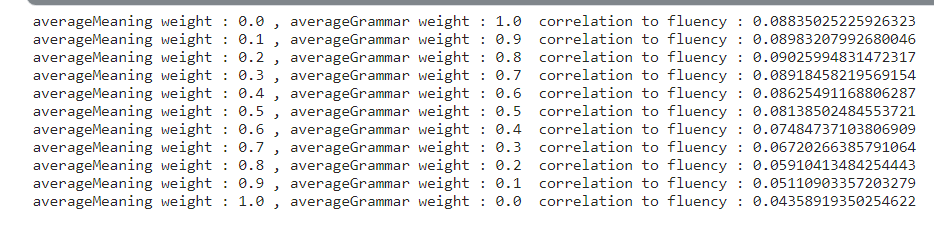 averageMeaning weight : 0.0 , averageGrammar weight : 1.0  correlation to fluency : 0.08835025225926323
averageMeaning weight : 0.1 , averageGrammar weight : 0.9  correlation to fluency : 0.08983207992680046
averageMeaning weight : 0.2 , averageGrammar weight : 0.8  correlation to fluency : 0.09025994831472317
averageMeaning weight : 0.3 , averageGrammar weight : 0.7  correlation to fluency : 0.08918458219569154
averageMeaning weight : 0.4 , averageGrammar weight : 0.6  correlation to fluency : 0.08625491168806287
averageMeaning weight : 0.5 , averageGrammar weight : 0.5  correlation to fluency : 0.08138502484553721
averageMeaning weight : 0.6 , averageGrammar weight : 0.4  correlation to fluency : 0.07484737103806909
averageMeaning weight : 0.7 , averageGrammar weight : 0.3  correlation to fluency : 0.06720266385791064
averageMeaning weight : 0.8 , averageGrammar weight : 0.2  correlation to fluency : 0.05910413484254443
averageMeaning weight : 0.9 , averageGrammar weight : 0.1  correlation to fluency : 0.05110903357203279
averageMeaning weight : 1.0 , averageGrammar weight : 0.0  correlation to fluency : 0.04358919350254622